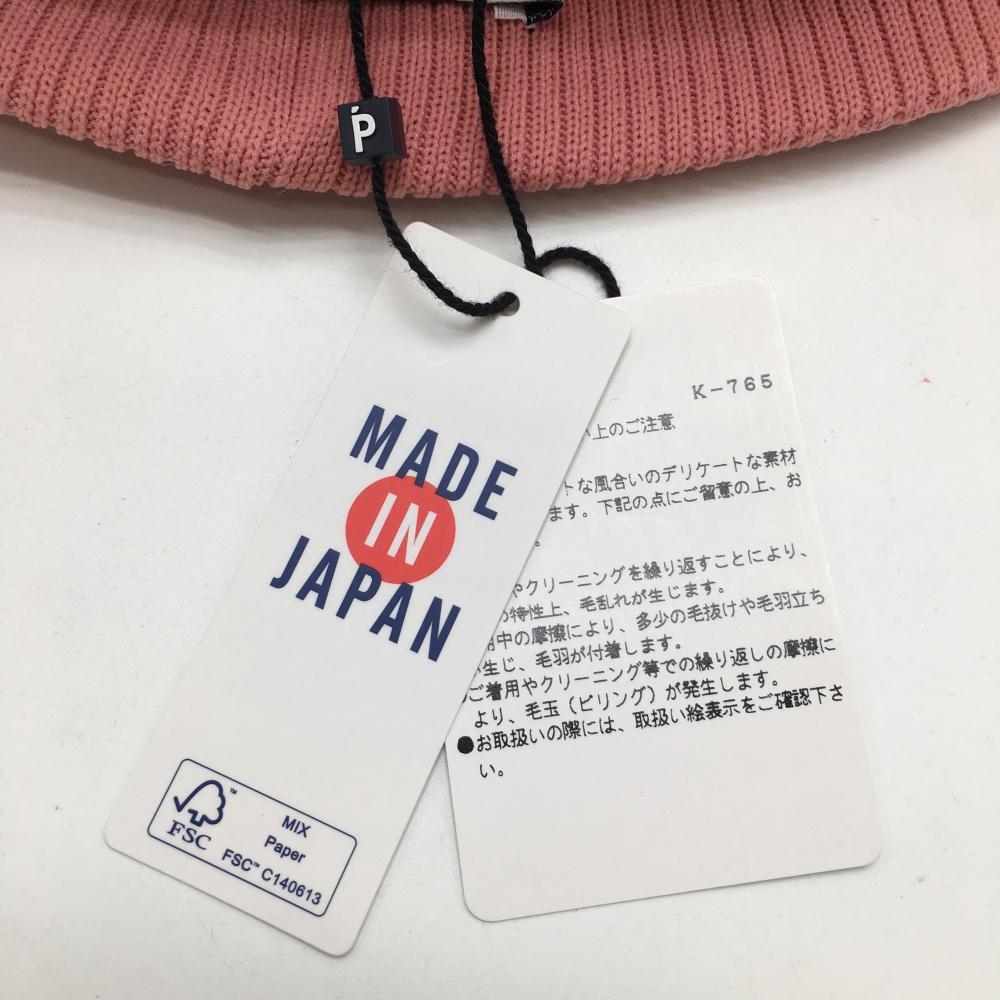 P
MADE
IN
JAPAN
FSC™
MIX
Paper
FSC™ C140613
K-765
上のご注意
トな風合いのデリケートな素材
ます。下記の点にご留意の上、お
。
やクリーニングを繰り返すことにより、
特性上、毛乱れが生じます。
中の摩擦により、多少の毛抜けや毛羽立ち
生じ、毛羽が付着します。
ご着用やクリーニング等での繰り返しの摩擦に
より、毛玉（ピリング）が発生します。
●お取扱いの際には、取扱い絵表示をご確認下さ
い。